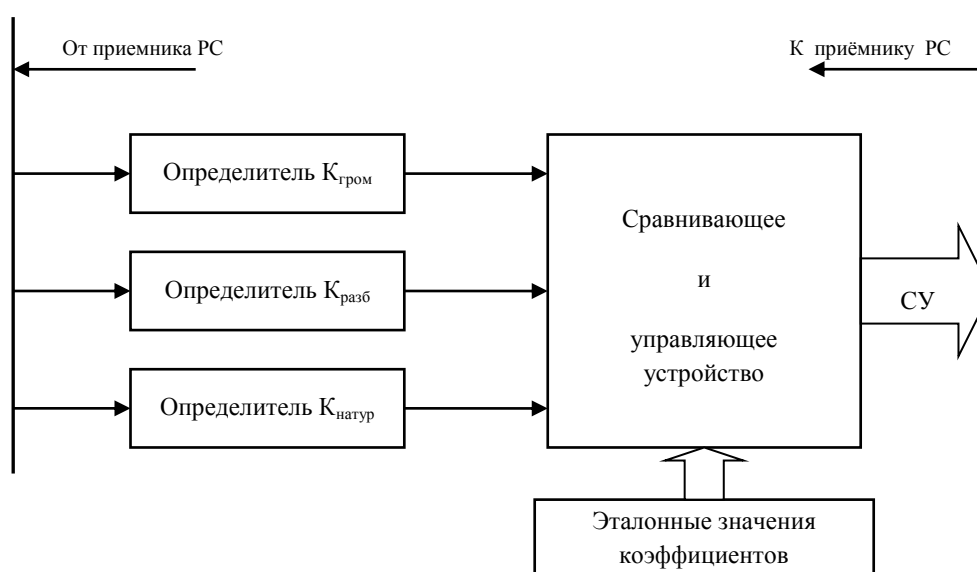 От приемника РС
К приёмнику РС
Определитель Кгром
Определитель Кразб
Определитель Кнатур
Сравнивающее
и
управляющее
устройство
СУ
Эталонные значения
коэффициентов